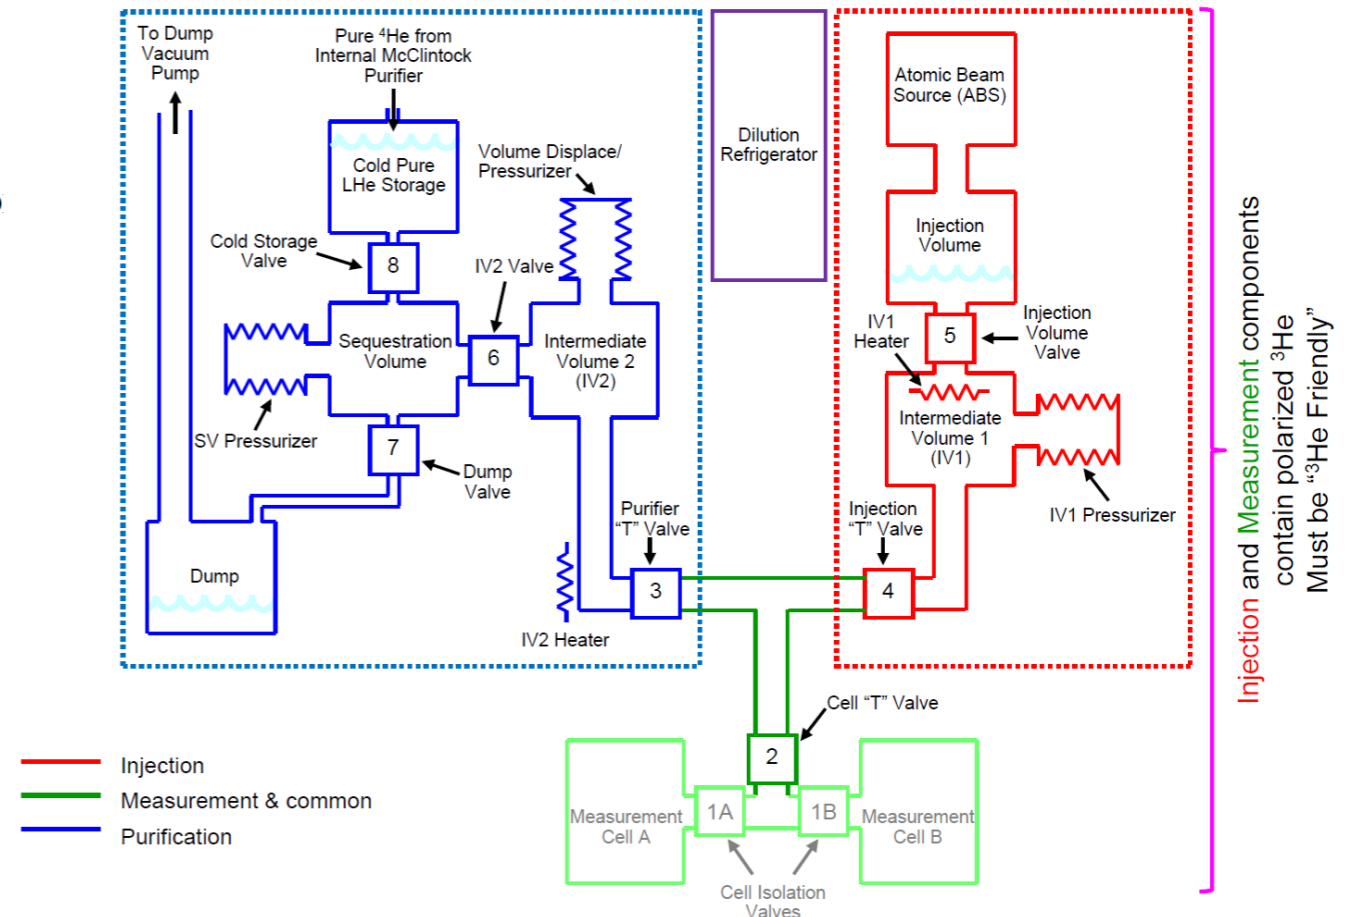 To Dump
Vacuum
Pump
Pure ⁴He from
Internal McClintock
Purifier
Cold Pure
LHe Storage
Volume Displace/
Pressurizer
Dilution
Refrigerator
Atomic Beam
Source (ABS)
Injection
Volume
Cold Storage
Valve
8
IV2 Valve
Sequestration
Volume
6
Intermediate
Volume 2
(IV2)
IV1
Heater
5
Injection
Volume
Valve
Intermediate
Volume 1
(IV1)
SV Pressurizer
7
Dump
Valve
IV1 Pressurizer
Purifier
“T” Valve
Injection
“T” Valve
Dump
3
4
IV2 Heater
Cell “T” Valve
2
Injection
Measurement & common
Purification
Measurement
Cell A
1A
1B
Measurement
Cell B
Cell Isolation
Valves
Injection and Measurement components
contain polarized ³He
Must be “³He Friendly”